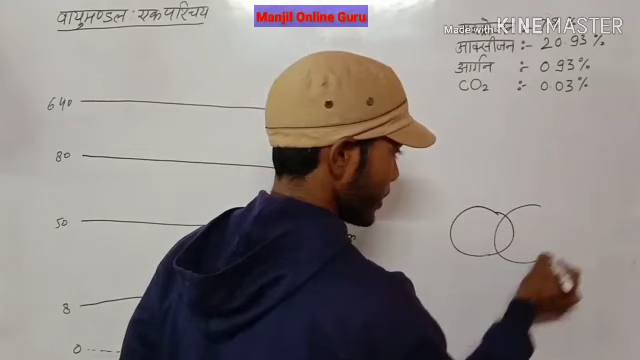 वायुमण्डल : एक परिचय
Manjil Online Guru
Made with KINEMASTER
आक्सीजन :- 20.93%
आर्गन :- 0.93%
CO2 :- 0.03%
640
80
50
8
0